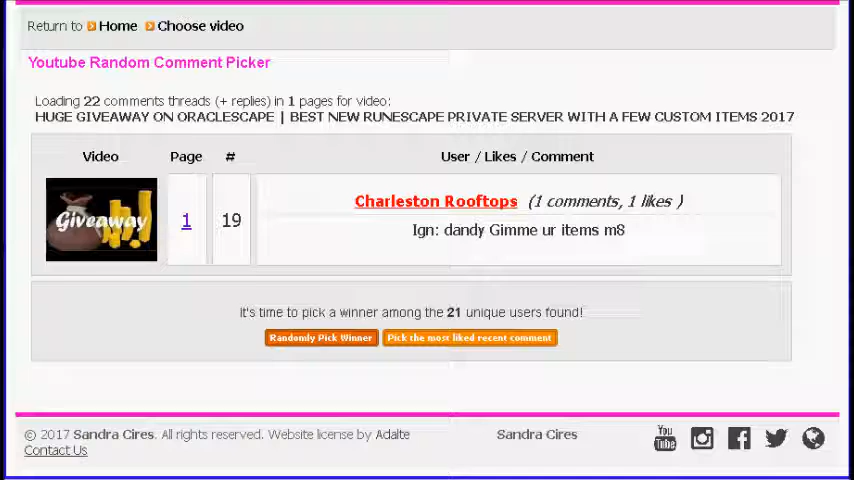 Return to Home Choose video
Youtube Random Comment Picker
Loading 22 comments threads (+ replies) in 1 pages for video:
HUGE GIVEAWAY ON ORACLESCAPE | BEST NEW RUNESCAPE PRIVATE SERVER WITH A FEW CUSTOM ITEMS 2017
Video Page # User / Likes / Comment
Giveaway 1 19 Charleston Rooftops (1 comments, 1 likes )
Ign: dandy Gimme ur items m8
It's time to pick a winner among the 21 unique users found!
Randomly Pick Winner Pick the most liked recent comment
© 2017 Sandra Cires. All rights reserved. Website license by Adalte Sandra Cires You Tube
Contact Us